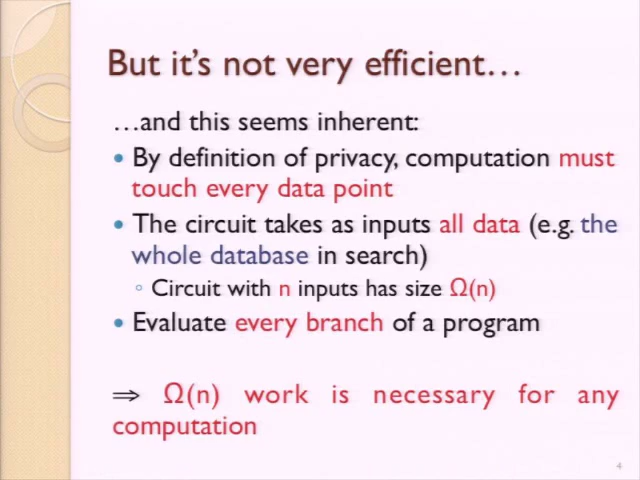 But it's not very efficient…
…and this seems inherent:
• By definition of privacy, computation must
touch every data point
• The circuit takes as inputs all data (e.g. the
whole database in search)
◦ Circuit with n inputs has size Ω(n)
• Evaluate every branch of a program
⇒ Ω(n) work is necessary for any
computation
4